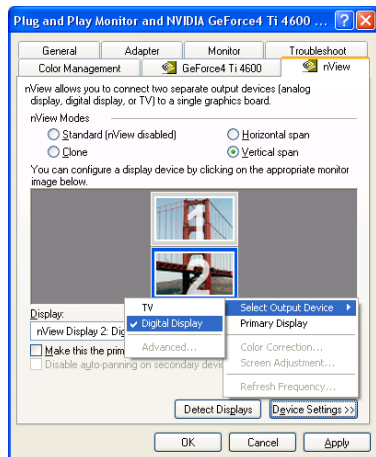 Plug and Play Monitor and NVIDIA GeForce4 Ti 4600 ...
General Adapter Monitor Troubleshoot
Color Management GeForce4 Ti 4600 nView
nView allows you to connect two separate output devices (analog
display, digital display, or TV) to a single graphics board.
nView Modes
Standard (nView disabled) Horizontal span
Clone Vertical span
You can configure a display device by clicking on the appropriate monitor
image below.
1
2
TV Select Output Device
Display: Digital Display Primary Display
nView Display 2: Dig
Advanced... Color Correction...
Make this the prim
Disable auto-panning on secondary Screen Adjustment...
Refresh Frequency...
Detect Displays Device Settings >>
OK Cancel Apply